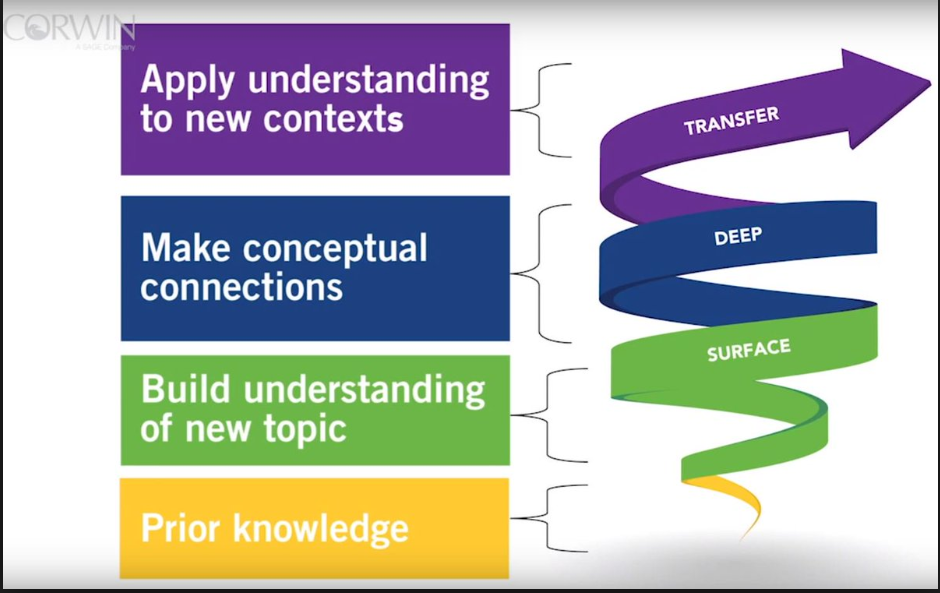 CORWIN
A SAGE Company
Apply understanding
to new contexts
TRANSFER
Make conceptual
connections
DEEP
Build understanding
of new topic
SURFACE
Prior knowledge